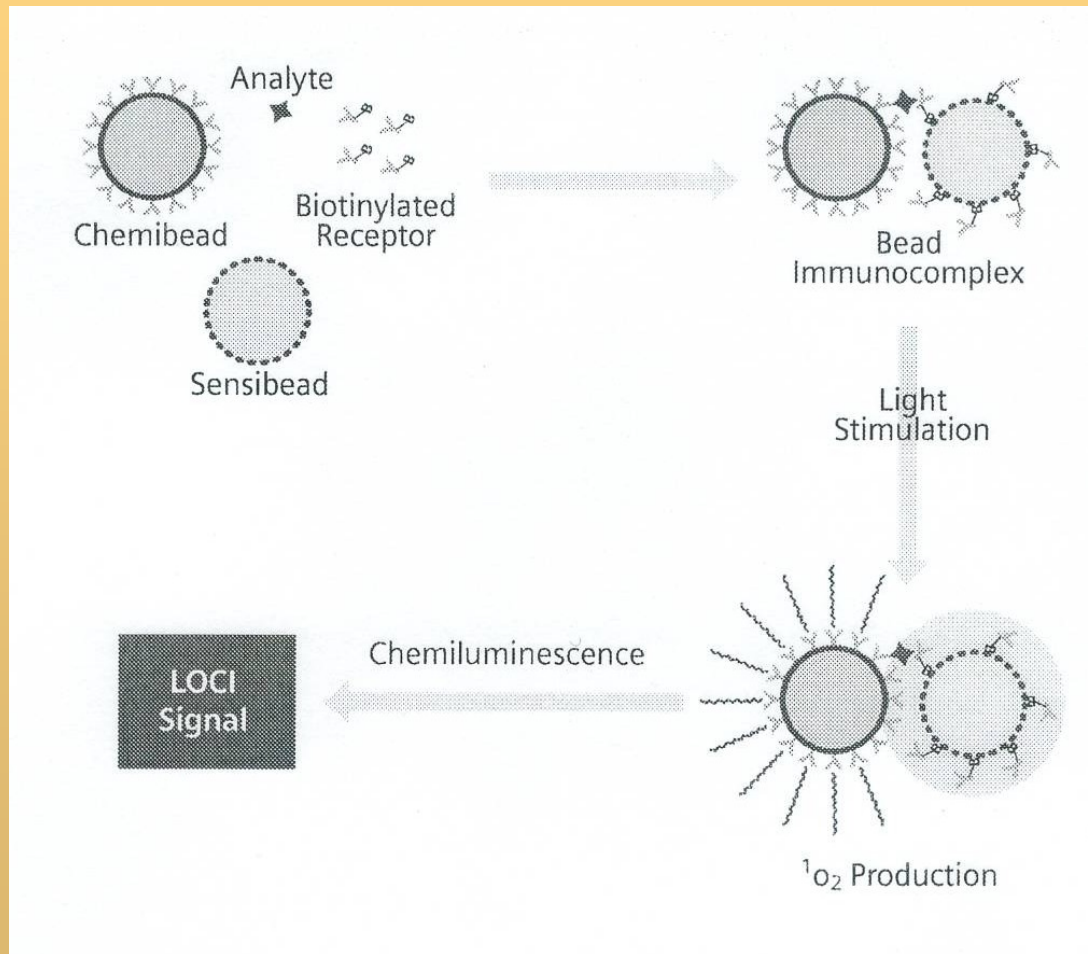 Analyte
Chemibead
Biotinylated
Receptor
Sensibead
Bead
Immunocomplex
Light
Stimulation
¹o₂ Production
Chemiluminescence
LOCI
Signal